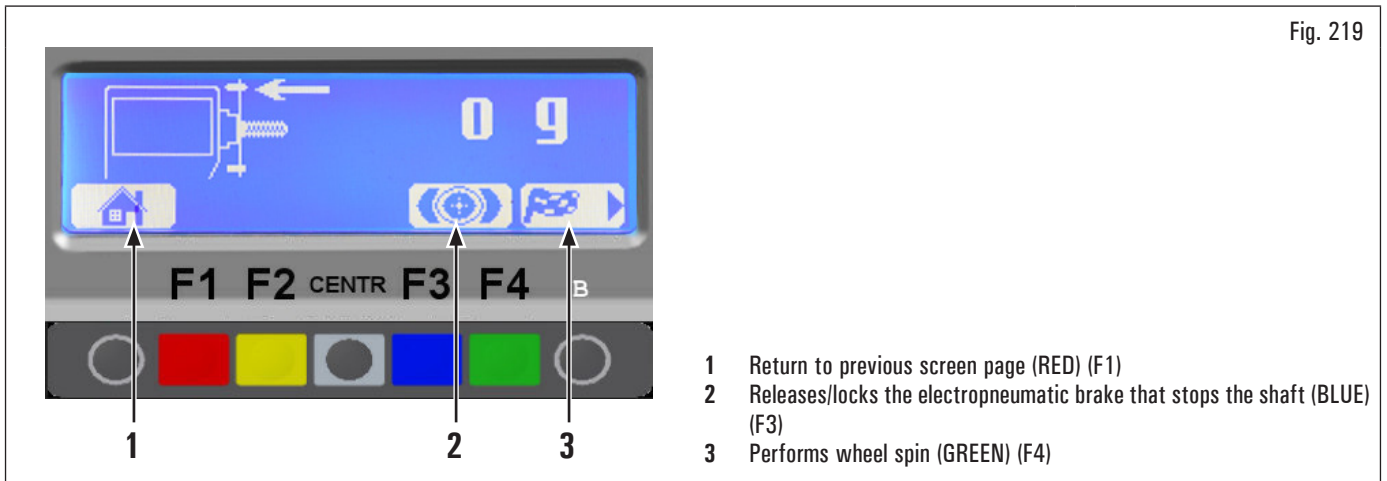 Fig. 219
0 g
F1 F2 CENTR F3 F4 B
1 2 3
1 Return to previous screen page (RED) (F1)
2 Releases/locks the electropneumatic brake that stops the shaft (BLUE)
(F3)
3 Performs wheel spin (GREEN) (F4)